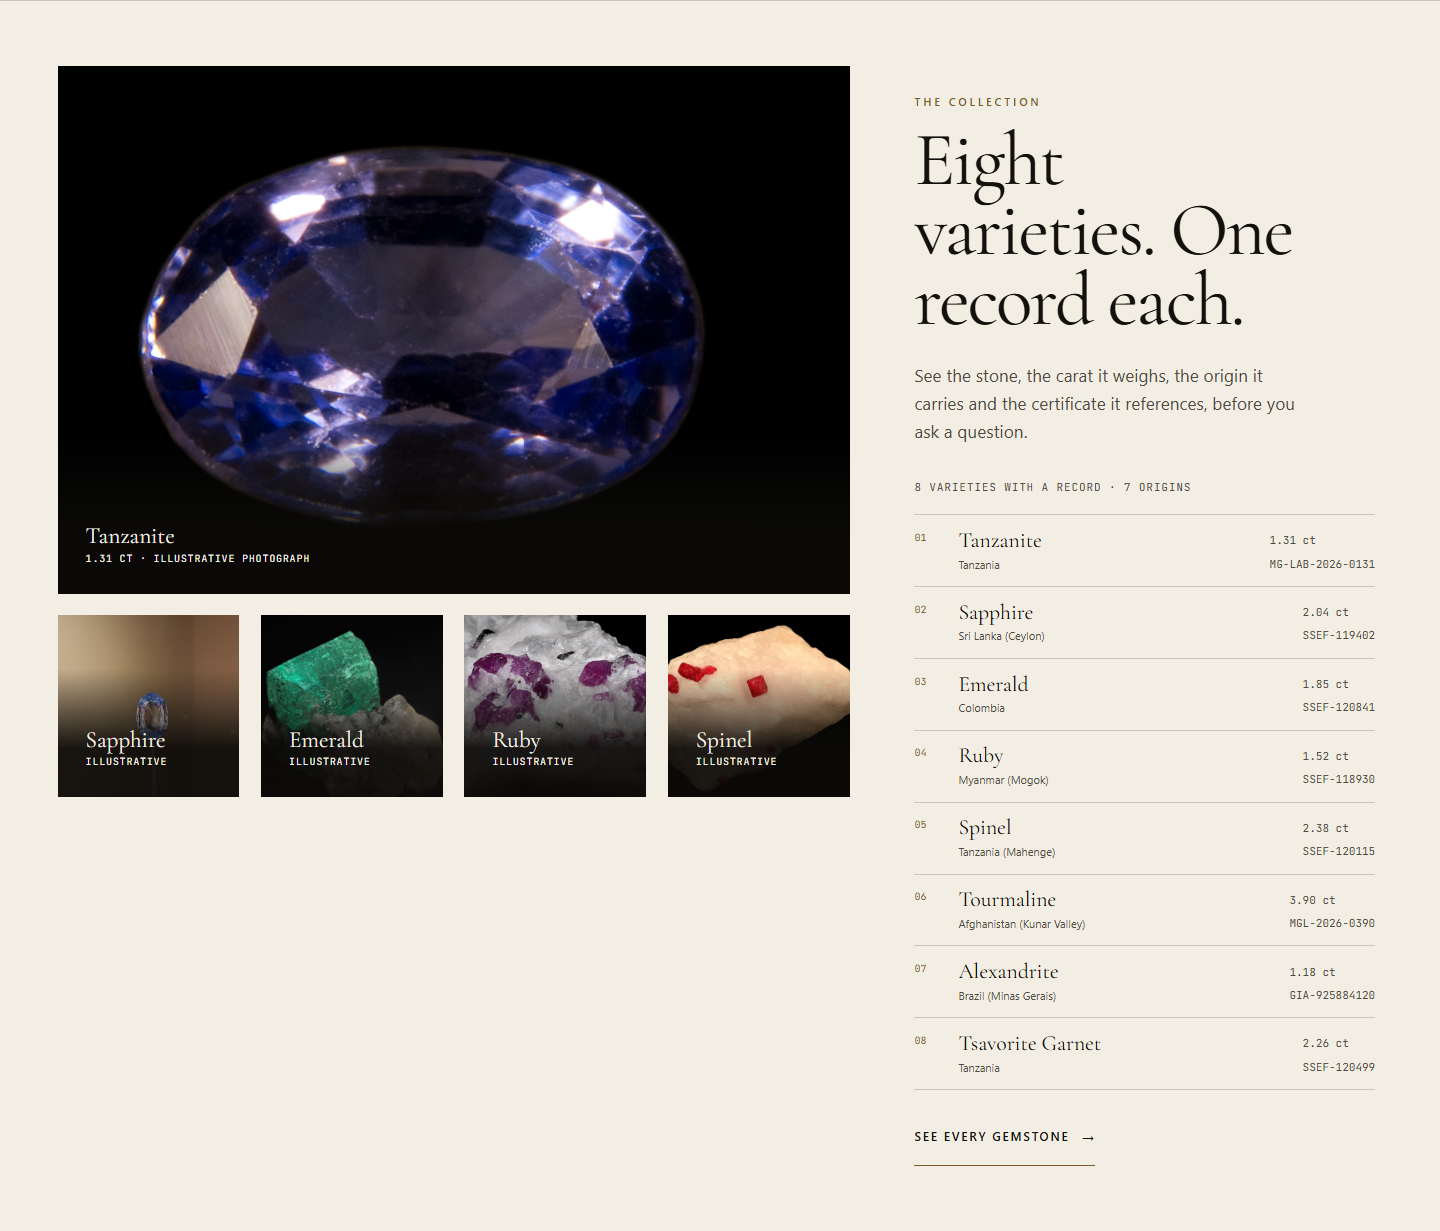 Tanzanite
1.31 CT · ILLUSTRATIVE PHOTOGRAPH
Sapphire
ILLUSTRATIVE
Emerald
ILLUSTRATIVE
Ruby
ILLUSTRATIVE
Spinel
ILLUSTRATIVE
THE COLLECTION
Eight
varieties. One
record each.
See the stone, the carat it weighs, the origin it
carries and the certificate it references, before you
ask a question.
8 VARIETIES WITH A RECORD · 7 ORIGINS
01 Tanzanite 1.31 ct
Tanzania MG-LAB-2026-0131
02 Sapphire 2.04 ct
Sri Lanka (Ceylon) SSEF-119402
03 Emerald 1.85 ct
Colombia SSEF-120841
04 Ruby 1.52 ct
Myanmar (Mogok) SSEF-118930
05 Spinel 2.38 ct
Tanzania (Mahenge) SSEF-120115
06 Tourmaline 3.90 ct
Afghanistan (Kunar Valley) MGL-2026-0390
07 Alexandrite 1.18 ct
Brazil (Minas Gerais) GIA-925884120
08 Tsavorite Garnet 2.26 ct
Tanzania SSEF-120499
SEE EVERY GEMSTONE →